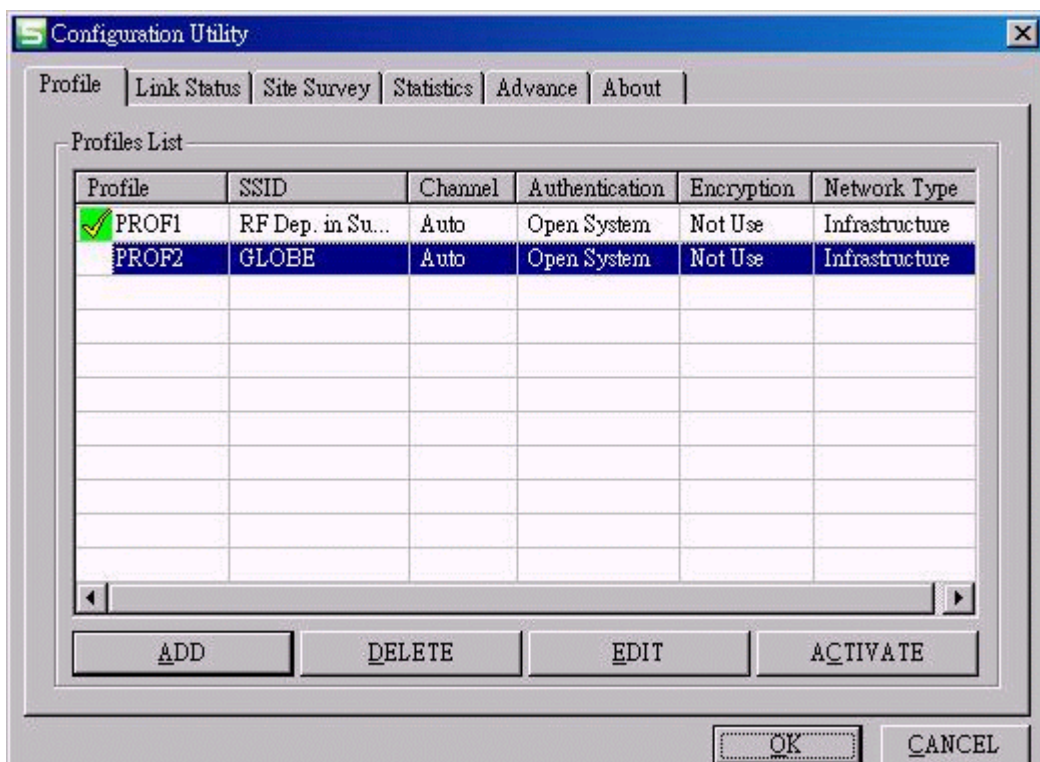 Configuration Utility
Profile Link Status Site Survey Statistics Advance About
Profiles List
Profile SSID Channel Authentication Encryption Network Type
PROF1 RF Dep. in Su... Auto Open System Not Use Infrastructure
PROF2 GLOBE Auto Open System Not Use Infrastructure
ADD DELETE EDIT ACTIVATE
OK CANCEL